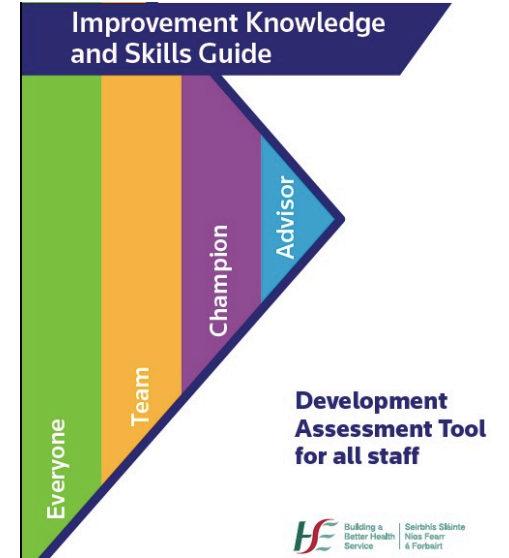 Improvement Knowledge
and Skills Guide
Everyone
Team
Champion
Advisor
Development
Assessment Tool
for all staff
Building a
Better Health
Service
Seirbhís Sláinte
Níos Fearr
á Forbairt